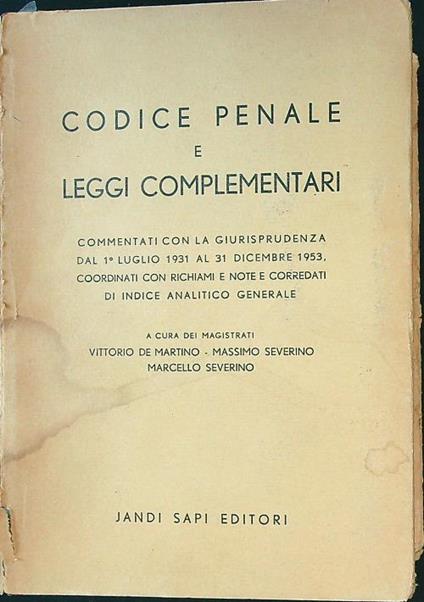 CODICE PENALE
E
LEGGI COMPLEMENTARI
COMMENTATI CON LA GIURISPRUDENZA
DAL 1° LUGLIO 1931 AL 31 DICEMBRE 1953,
COORDINATI CON RICHIAMI E NOTE E CORREDATI
DI INDICE ANALITICO GENERALE
A CURA DEI MAGISTRATI
VITTORIO DE MARTINO - MASSIMO SEVERINO
MARCELLO SEVERINO
JANDI SAPI EDITORI